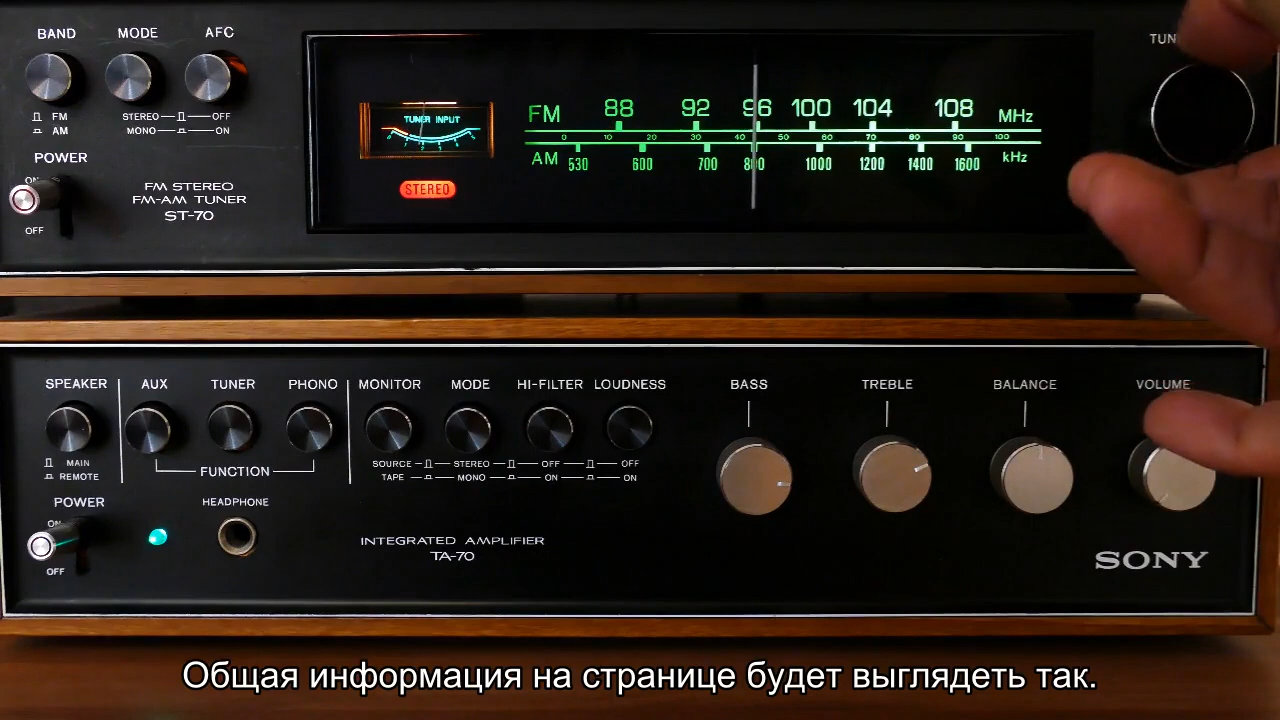 BAND MODE AFC
FM STEREO OFF
AM MONO ON
POWER
ON
OFF
FM STEREO
FM-AM TUNER
ST-70
TUNER INPUT
STEREO
FM 88 92 96 100 104 108 MHz
0 10 20 30 40 50 60 70 80 90 100
AM 530 600 700 800 1000 1200 1400 1600 kHz
SPEAKER AUX TUNER PHONO MONITOR MODE HI-FILTER LOUDNESS BASS TREBLE BALANCE VOLUME
MAIN
REMOTE
FUNCTION
SOURCE STEREO OFF OFF
TAPE MONO ON ON
POWER
ON
OFF
HEADPHONE
INTEGRATED AMPLIFIER
TA-70
SONY
Общая информация на странице будет выглядеть так.